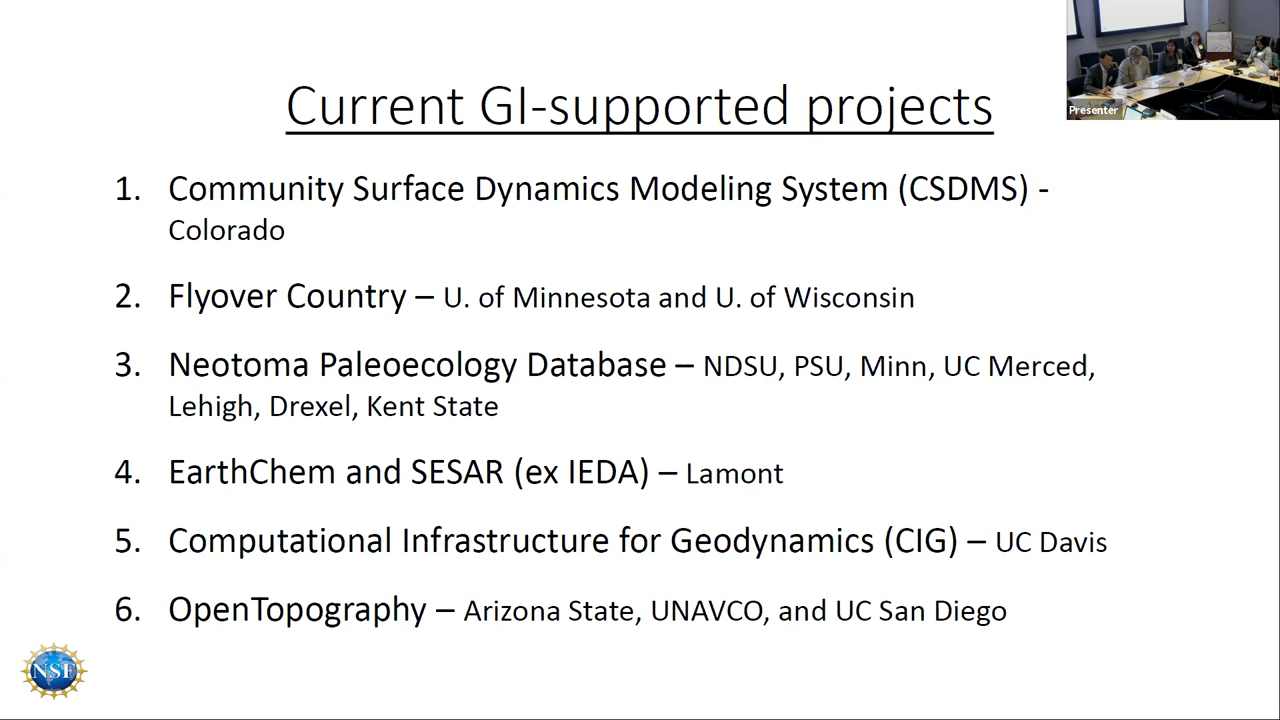 Current GI-supported projects
Presenter
1. Community Surface Dynamics Modeling System (CSDMS) -
Colorado
2. Flyover Country – U. of Minnesota and U. of Wisconsin
3. Neotoma Paleoecology Database – NDSU, PSU, Minn, UC Merced,
Lehigh, Drexel, Kent State
4. EarthChem and SESAR (ex IEDA) – Lamont
5. Computational Infrastructure for Geodynamics (CIG) – UC Davis
6. OpenTopography – Arizona State, UNAVCO, and UC San Diego
NSF